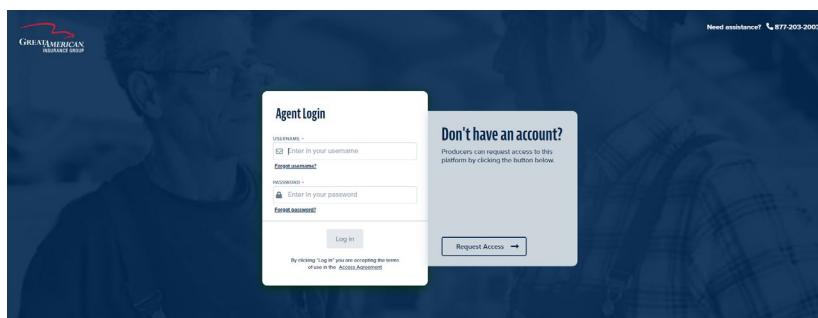 GREATAMERICAN
INSURANCE GROUP
Need assistance? 877-203-2003
Agent Login
USERNAME *
Enter in your username
Forgot username?
PASSWORD *
Enter in your password
Forgot password?
Log in
By clicking "Log in" you are accepting the terms
of use in the Access Agreement
Don't have an account?
Producers can request access to this
platform by clicking the button below.
Request Access →